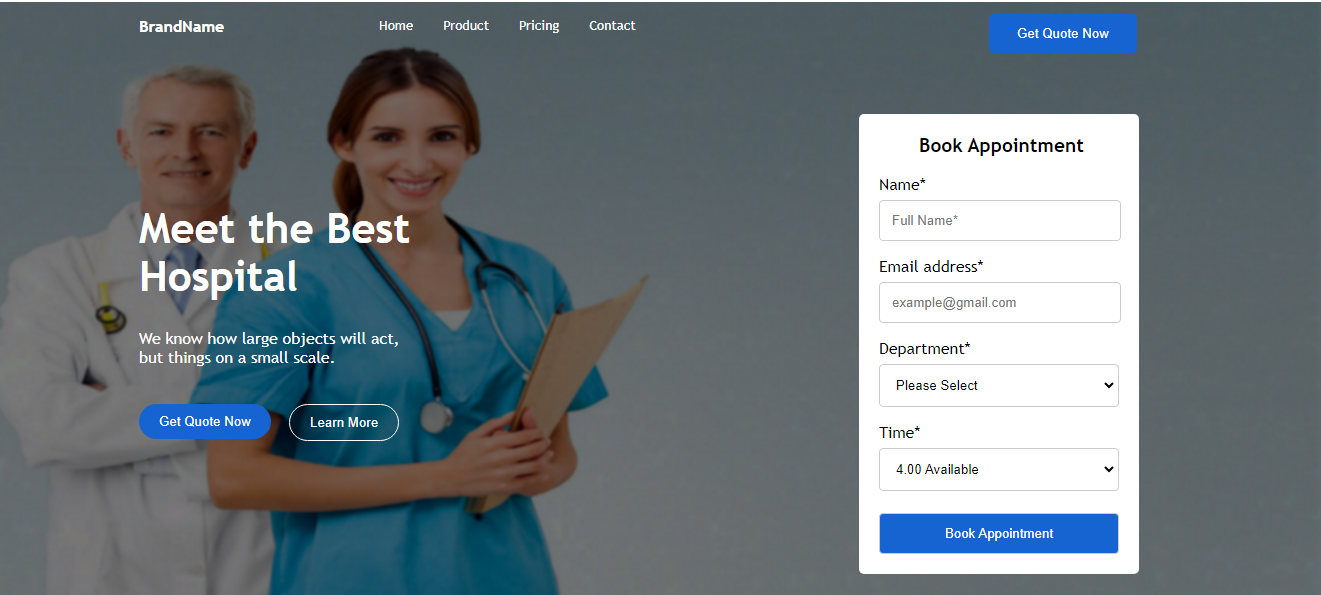 BrandName
Home
Product
Pricing
Contact
Get Quote Now
Meet the Best
Hospital
We know how large objects will act,
but things on a small scale.
Get Quote Now
Learn More
Book Appointment
Name*
Full Name*
Email address*
example@gmail.com
Department*
Please Select
Time*
4.00 Available
Book Appointment